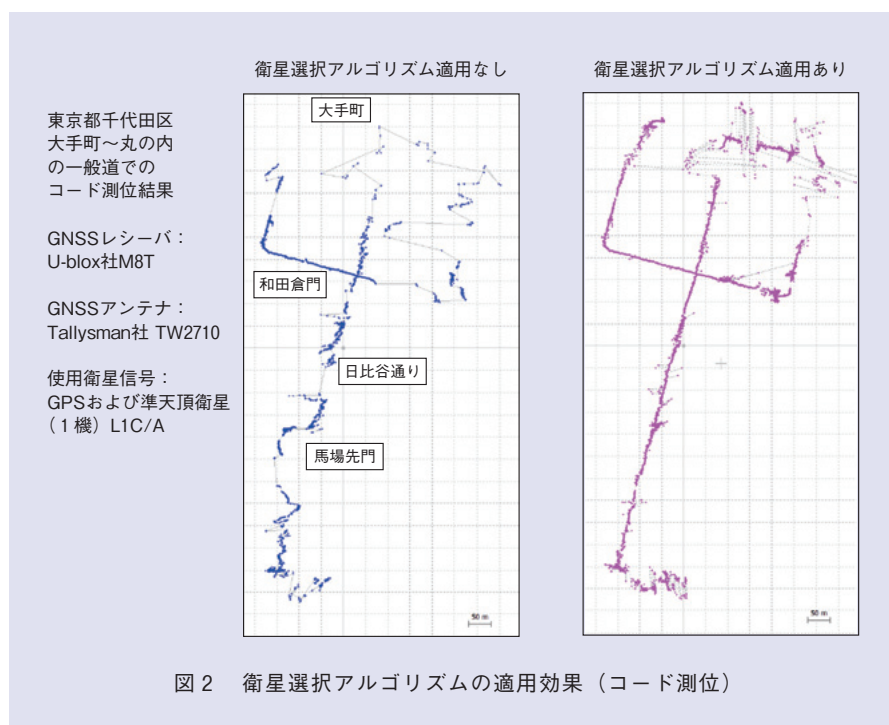 衛星選択アルゴリズム適用なし
衛星選択アルゴリズム適用あり
東京都千代田区
大手町～丸の内
の一般道での
コード測位結果
GNSSレシーバ：
U-blox社M8T
GNSSアンテナ：
Tallysman社 TW2710
使用衛星信号：
GPSおよび準天頂衛星
（１機）L1C/A
大手町
和田倉門
日比谷通り
馬場先門
50 m
50 m
図２　衛星選択アルゴリズムの適用効果（コード測位）